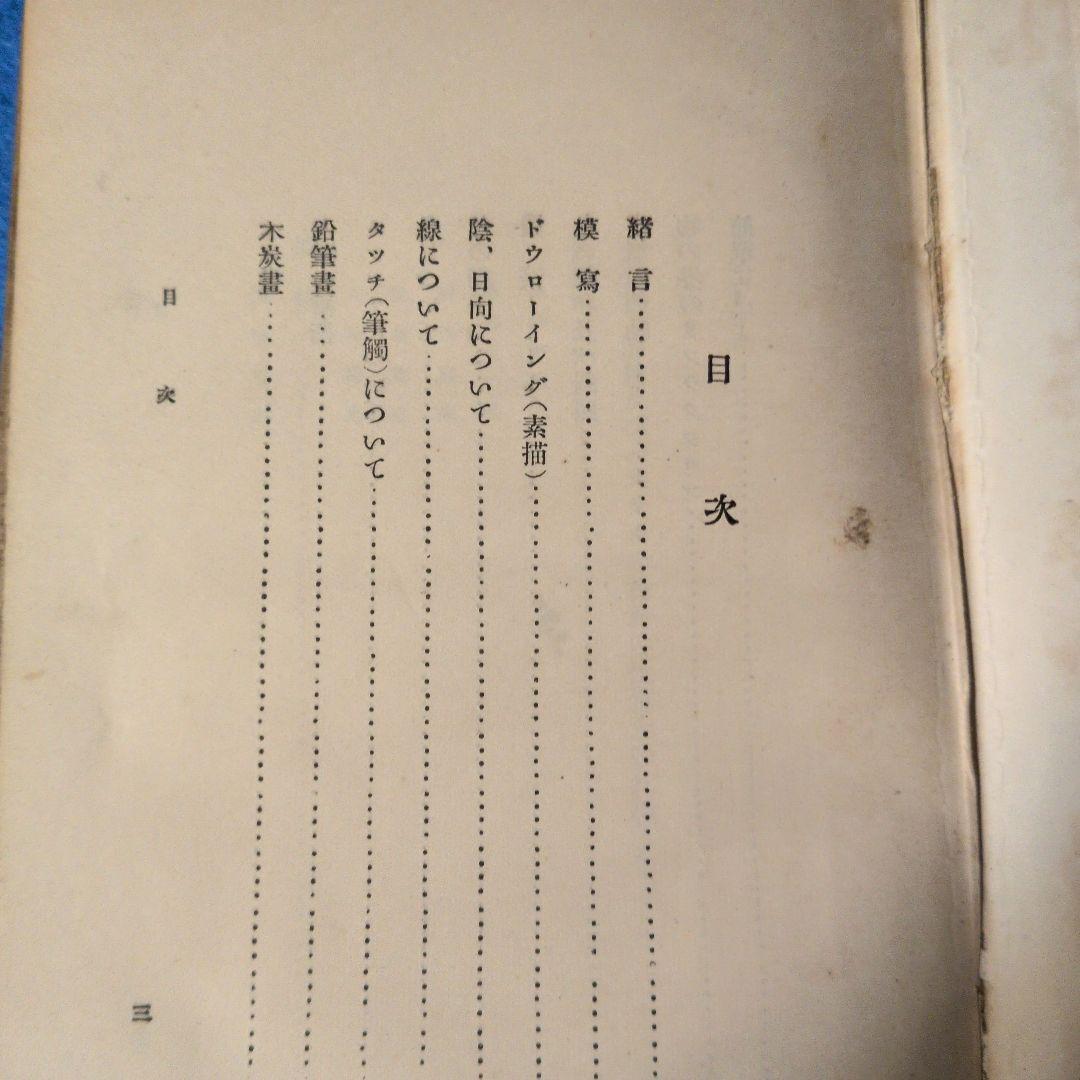 目次
緒言
模寫
ドウローイング(素描)
陰、日向について
線について
タッチ(筆觸)について
鉛筆畫
木炭畫
目次
三